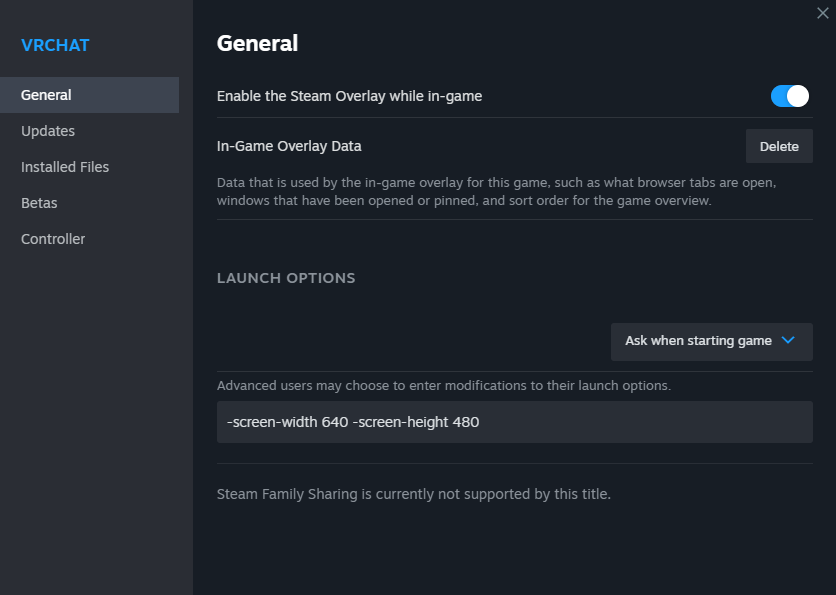 VRCHAT
General
Updates
Installed Files
Betas
Controller
General
Enable the Steam Overlay while in-game
In-Game Overlay Data
Delete
Data that is used by the in-game overlay for this game, such as what browser tabs are open,
windows that have been opened or pinned, and sort order for the game overview.
LAUNCH OPTIONS
Ask when starting game
Advanced users may choose to enter modifications to their launch options.
-screen-width 640 -screen-height 480
Steam Family Sharing is currently not supported by this title.